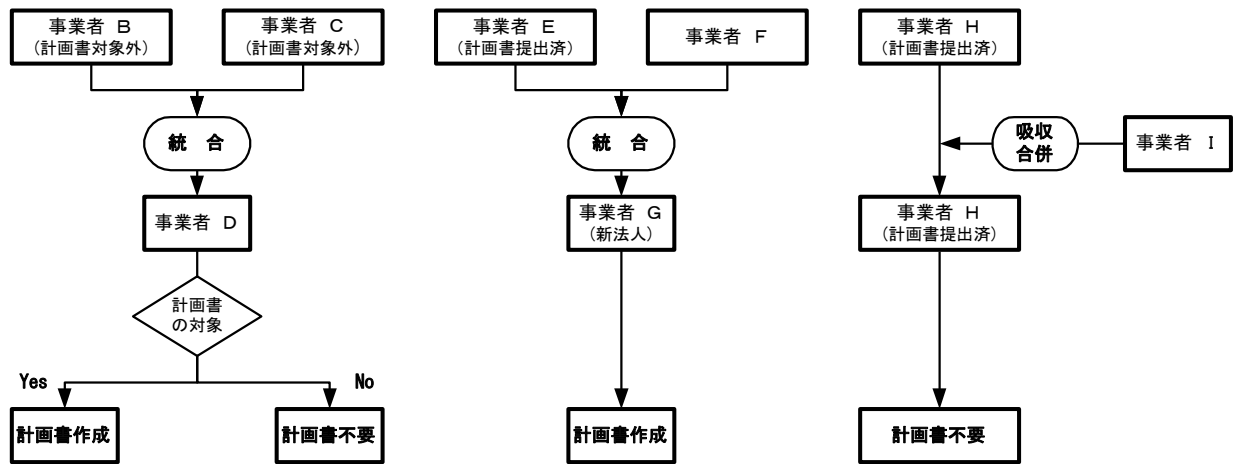 事業者 B
(計画書対象外)
事業者 C
(計画書対象外)
統 合
事業者 D
計画書
の対象
Yes
No
計画書作成
計画書不要
事業者 E
(計画書提出済)
事業者 F
統 合
事業者 G
(新法人)
計画書作成
事業者 H
(計画書提出済)
吸収
合併
事業者 I
事業者 H
(計画書提出済)
計画書不要